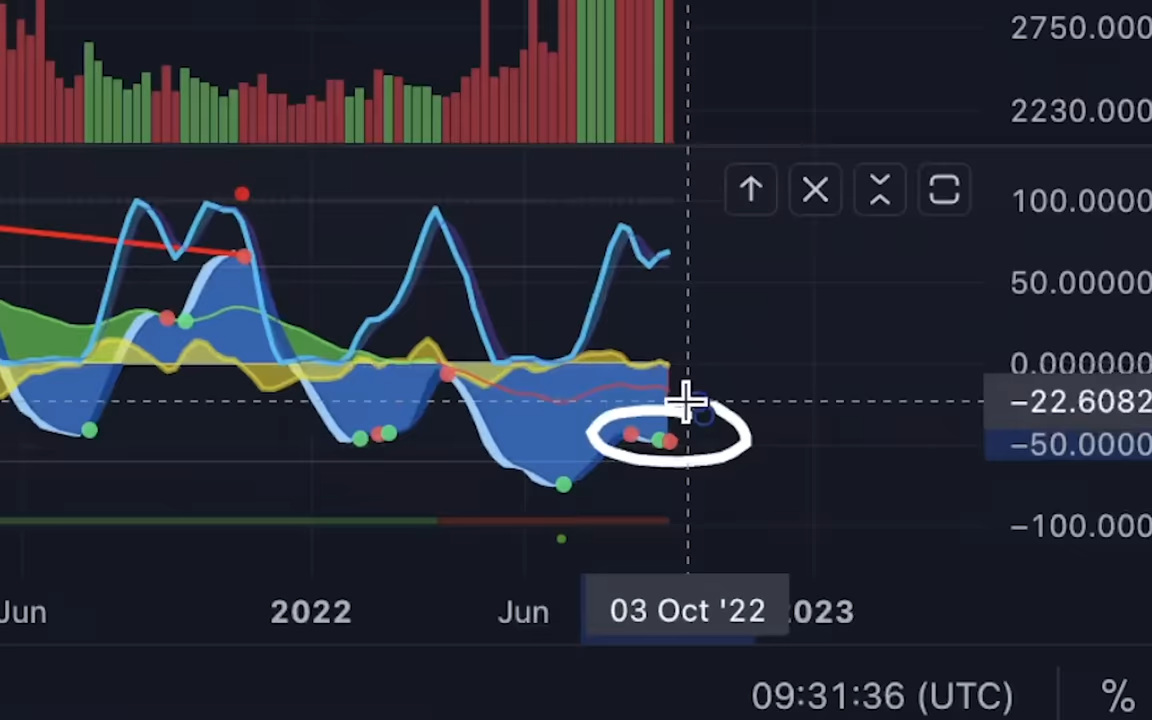 2750.000
2230.000
100.0000
50.00000
0.000000
−22.6082
−50.0000
−100.000
Jun
2022
Jun
03 Oct '22
2023
09:31:36 (UTC)
%